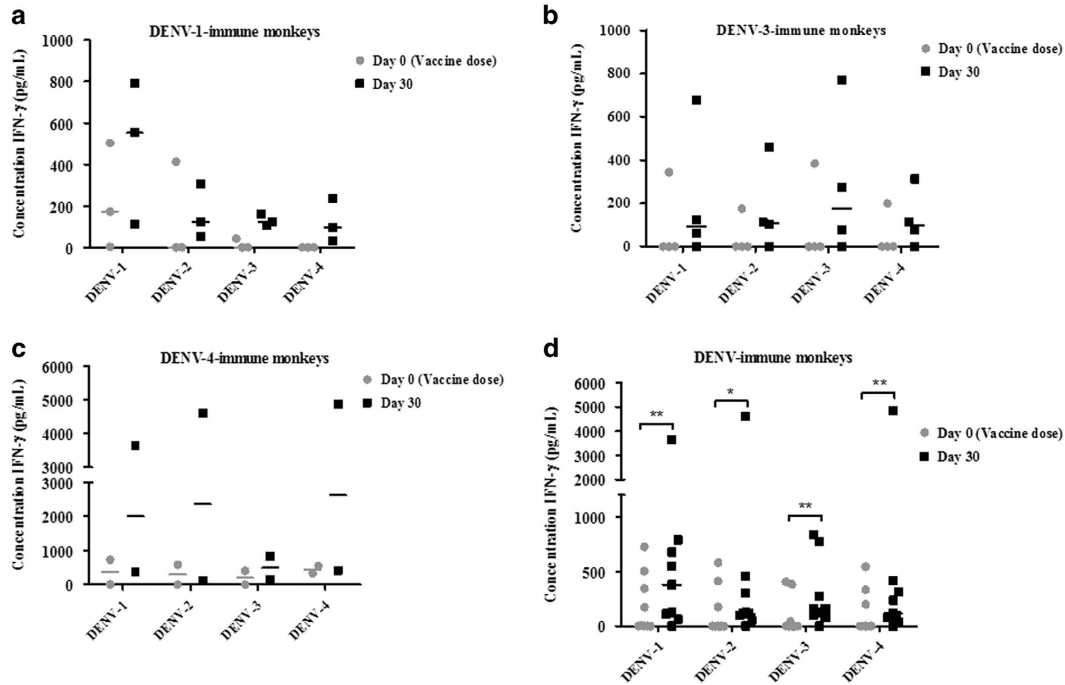 a
DENV-1-immune monkeys
Concentration IFN-γ (pg/mL)
1000
800
600
400
200
0
DENV-1
DENV-2
DENV-3
DENV-4
Day 0 (Vaccine dose)
Day 30
b
DENV-3-immune monkeys
Concentration IFN-γ (pg/mL)
1000
800
600
400
200
0
DENV-1
DENV-2
DENV-3
DENV-4
Day 0 (Vaccine dose)
Day 30
c
DENV-4-immune monkeys
Concentration IFN-γ (pg/mL)
6000
5000
4000
3000
3000
2000
1000
0
DENV-1
DENV-2
DENV-3
DENV-4
Day 0 (Vaccine dose)
Day 30
d
DENV-immune monkeys
Concentration IFN-γ (pg/mL)
6000
5000
4000
3000
2000
1000
500
0
**
*
**
**
DENV-1
DENV-2
DENV-3
DENV-4
Day 0 (Vaccine dose)
Day 30